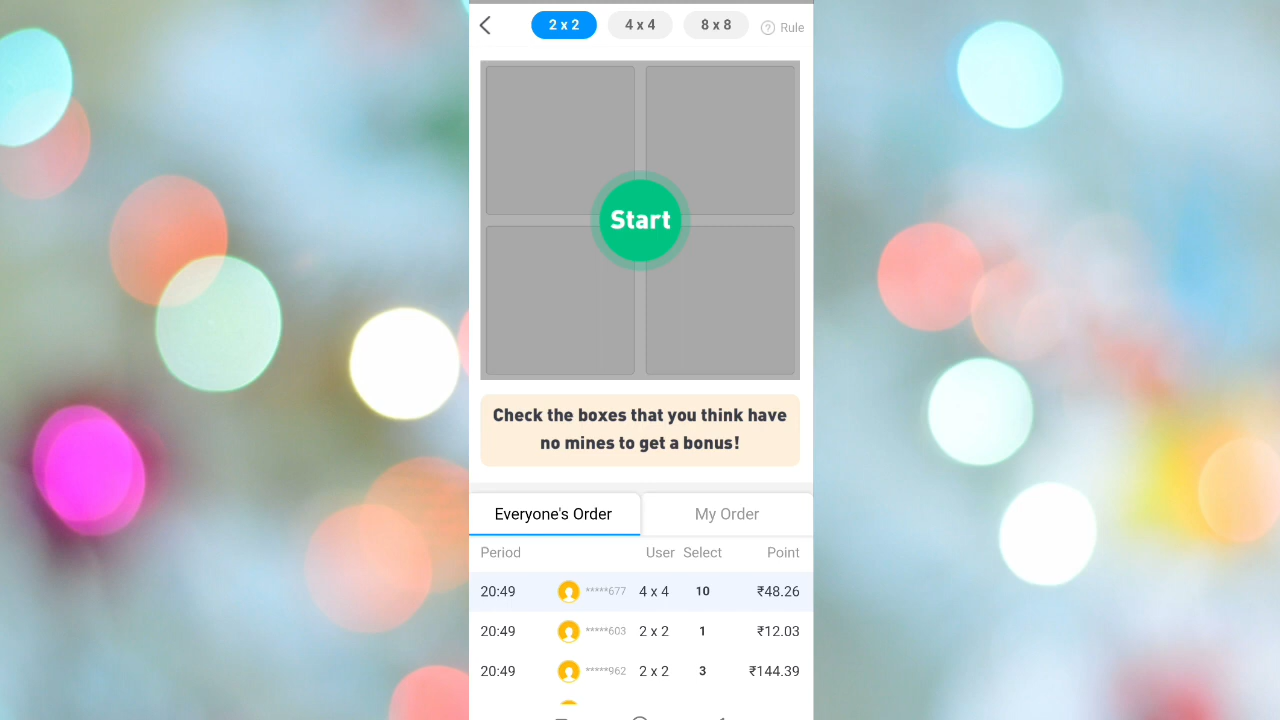 2 x 2 4 x 4 8 x 8 ? Rule
Start
Check the boxes that you think have
no mines to get a bonus!
Everyone's Order My Order
Period User Select Point
20:49 *****677 4 x 4 10 ₹48.26
20:49 *****603 2 x 2 1 ₹12.03
20:49 *****962 2 x 2 3 ₹144.39